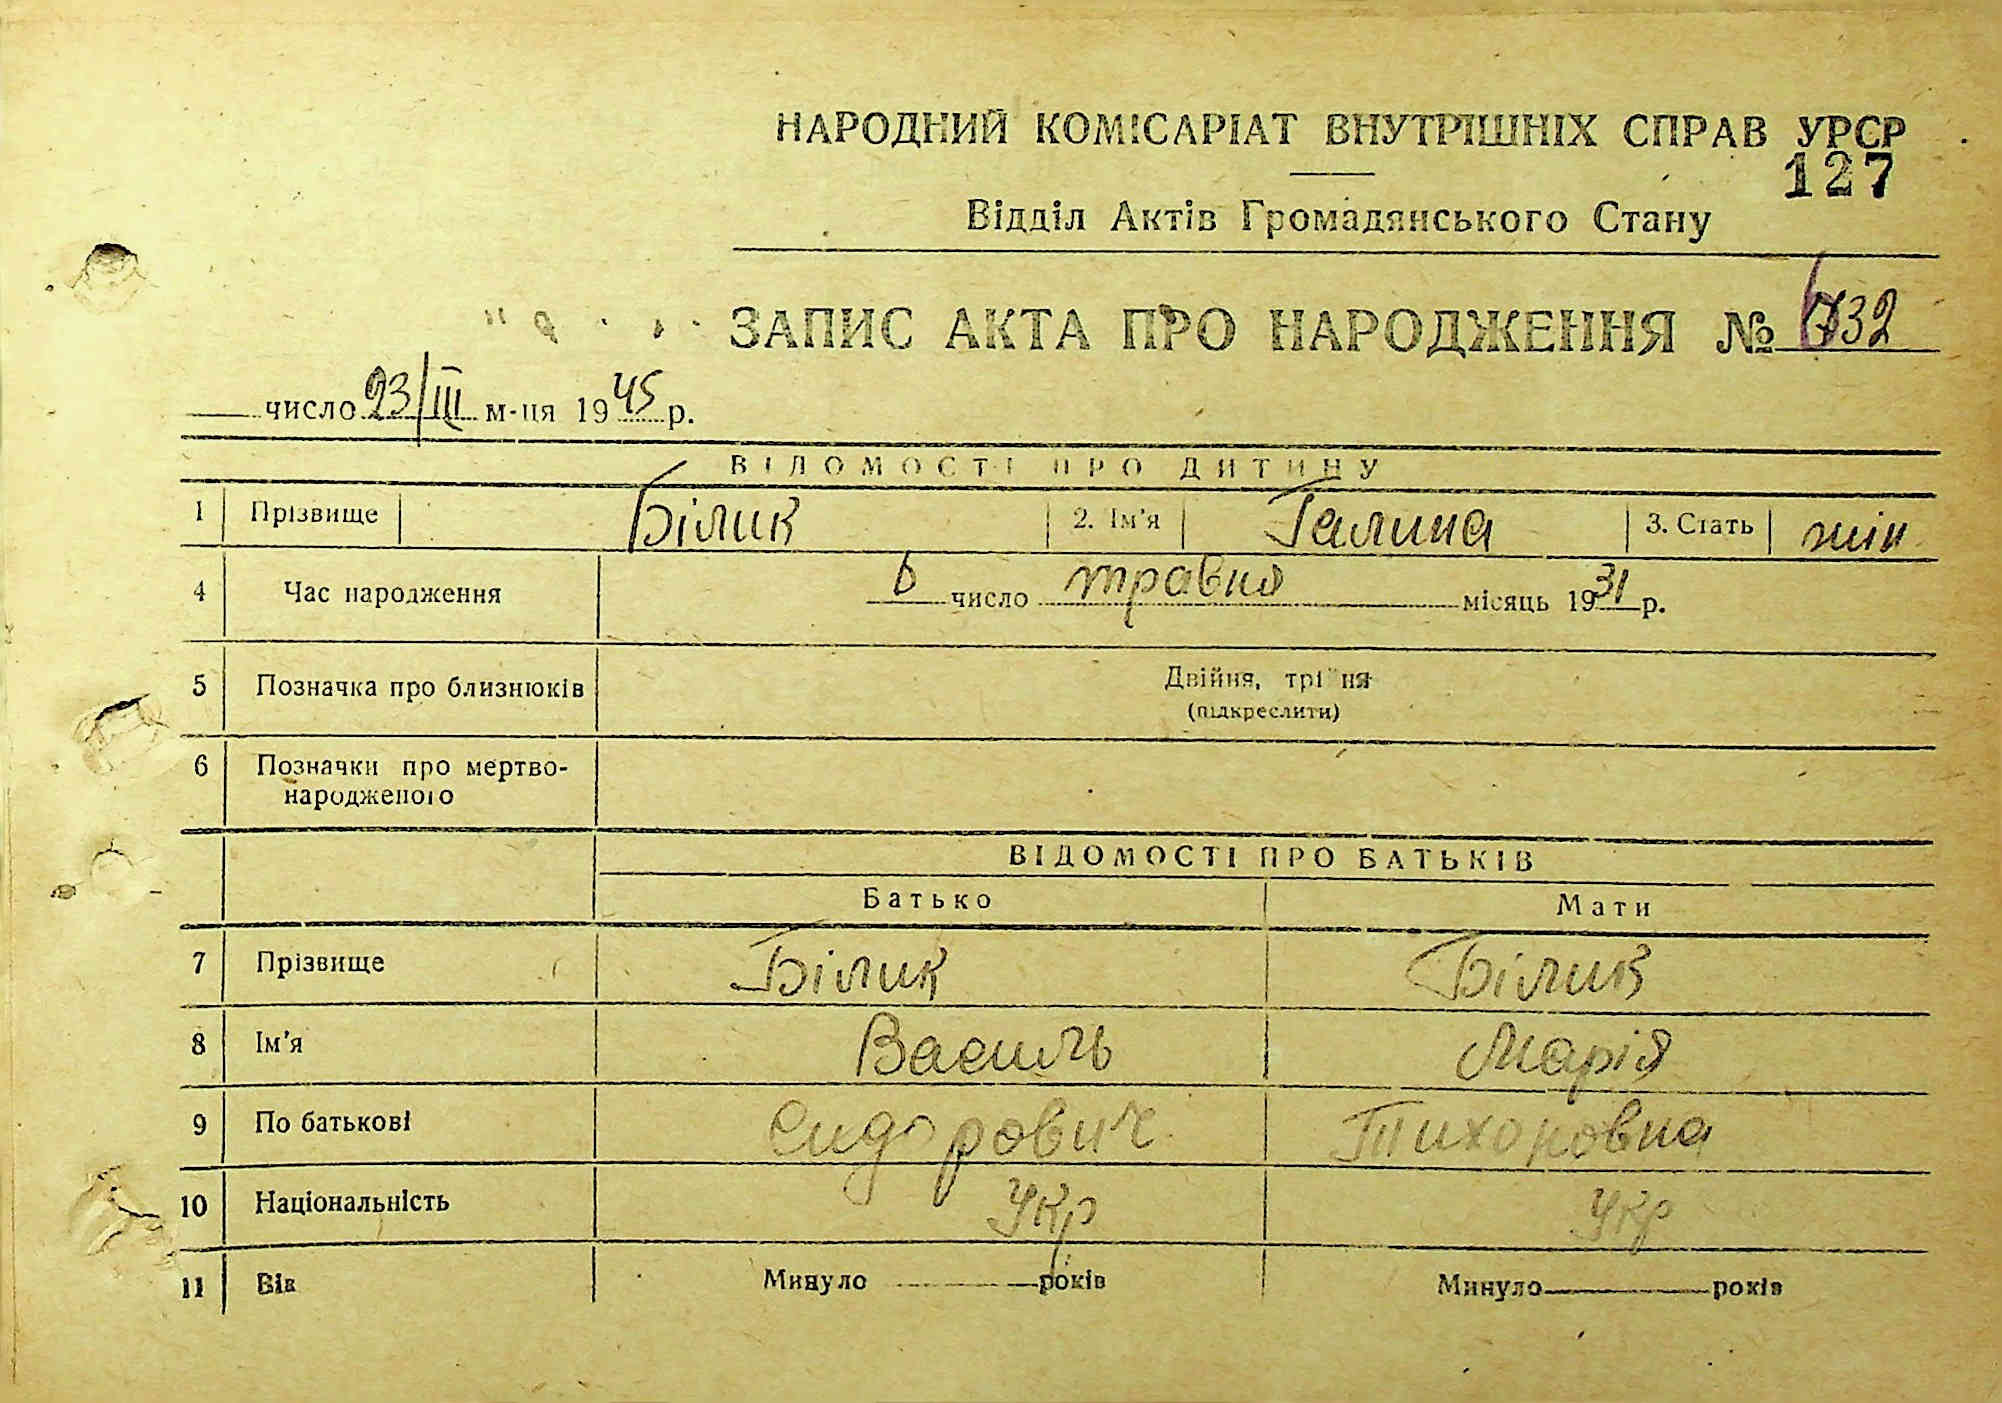 НАРОДНИЙ КОМІСАРІАТ ВНУТРІШНІХ СПРАВ УРСР
127
Відділ Актів Громадянського Стану
ЗАПИС АКТА ПРО НАРОДЖЕННЯ № 732
число 23/III м-ця 1945 р.
ВІДОМОСТІ ПРО ДИТИНУ
1 Прізвище Білик 2. Ім'я Галина 3. Стать жін
4 Час народження 6 число травня місяць 1931 р.
5 Позначка про близнюків Двійня, трійня
(підкреслити)
6 Позначки про мертво-
народженого
ВІДОМОСТІ ПРО БАТЬКІВ
Батько Мати
7 Прізвище Білик Білик
8 Ім'я Василь Марія
9 По батькові Сидорович Тихоновна
10 Національність Укр Укр
11 Вік Минуло років Минуло років